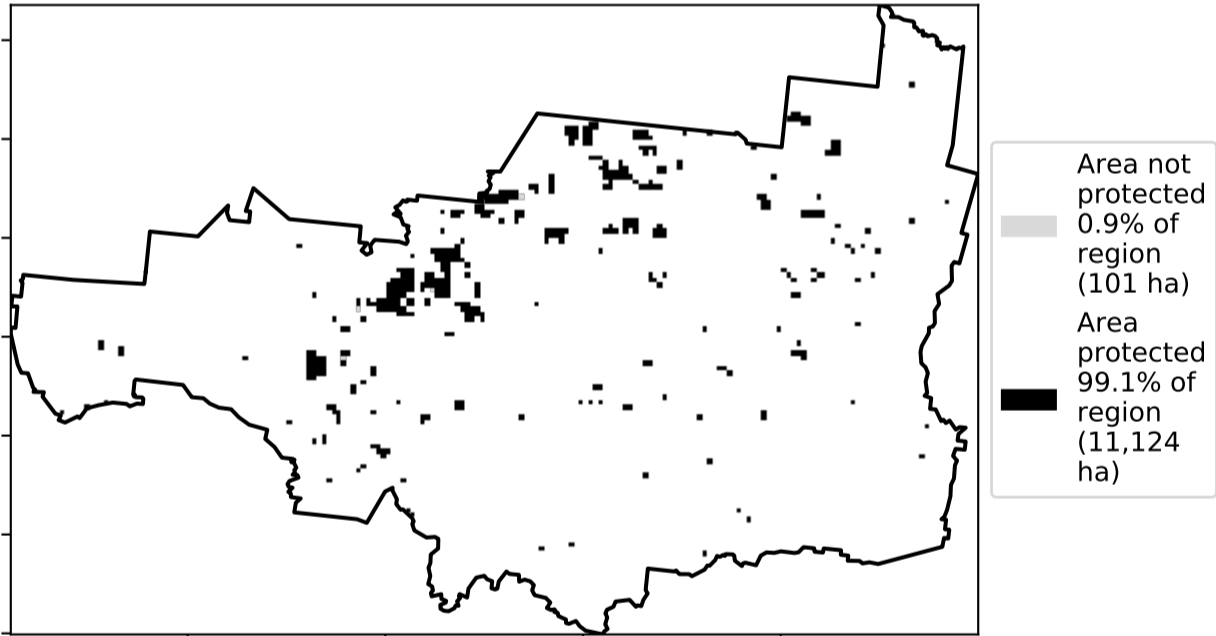 Area not
protected
0.9% of
region
(101 ha)
Area
protected
99.1% of
region
(11,124
ha)